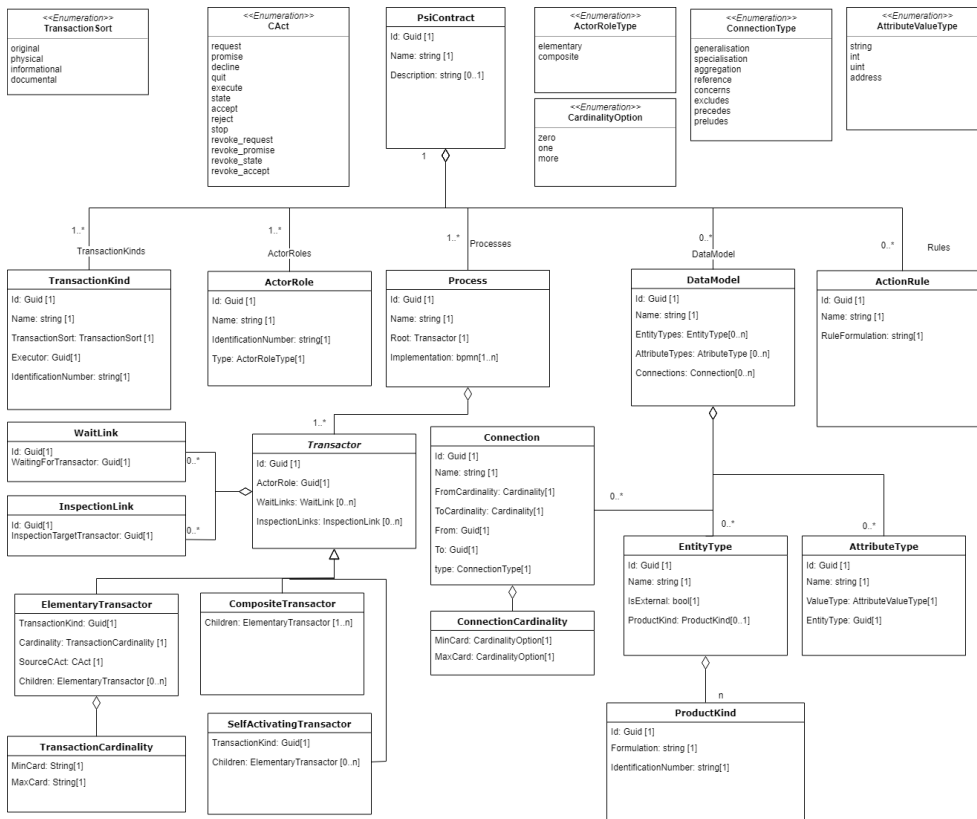 <<Enumeration>>
TransactionSort
original
physical
informational
documental
<<Enumeration>>
CAct
request
promise
decline
quit
execute
state
accept
reject
stop
revoke_request
revoke_promise
revoke_state
revoke_accept
PsiContract
Id: Guid [1]
Name: string [1]
Description: string [0..1]
<<Enumeration>>
ActorRoleType
elementary
composite
<<Enumeration>>
CardinalityOption
zero
one
more
<<Enumeration>>
ConnectionType
generalisation
specialisation
aggregation
reference
concerns
excludes
precedes
preludes
<<Enumeration>>
AttributeValueType
string
int
uint
address
1
1..*
TransactionKinds
1..*
ActorRoles
1..*
Processes
0..*
DataModel
0..*
Rules
TransactionKind
Id: Guid [1]
Name: string [1]
TransactionSort: TransactionSort [1]
Executor: Guid[1]
IdentificationNumber: string[1]
ActorRole
Id: Guid [1]
Name: string [1]
IdentificationNumber: string[1]
Type: ActorRoleType[1]
Process
Id: Guid [1]
Name: string [1]
Root: Transactor [1]
Implementation: bpmn[1..n]
DataModel
Id: Guid [1]
Name: string [1]
EntityTypes: EntityType[0..n]
AttributeTypes: AtributeType [0..n]
Connections: Connection[0..n]
ActionRule
Id: Guid [1]
Name: string [1]
RuleFormulation: string[1]
1..*
WaitLink
Id: Guid[1]
WaitingForTransactor: Guid[1]
0..*
InspectionLink
Id: Guid[1]
InspectionTargetTransactor: Guid[1]
0..*
Transactor
Id: Guid [1]
ActorRole: Guid[1]
WaitLinks: WaitLink [0..n]
InspectionLinks: InspectionLink [0..n]
Connection
Id: Guid [1]
Name: string [1]
FromCardinality: Cardinality[1]
ToCardinality: Cardinality[1]
From: Guid[1]
To: Guid[1]
type: ConnectionType[1]
0..*
0..*
0..*
EntityType
Id: Guid [1]
Name: string [1]
IsExternal: bool[1]
ProductKind: ProductKind[0..1]
AttributeType
Id: Guid [1]
Name: string [1]
ValueType: AttributeValueType[1]
EntityType: Guid[1]
ElementaryTransactor
TransactionKind: Guid[1]
Cardinality: TransactionCardinality [1]
SourceCAct: CAct [1]
Children: ElementaryTransactor [0..n]
CompositeTransactor
Children: ElementaryTransactor [1..n]
ConnectionCardinality
MinCard: CardinalityOption[1]
MaxCard: CardinalityOption[1]
n
SelfActivatingTransactor
TransactionKind: Guid[1]
Children: ElementaryTransactor [0..n]
TransactionCardinality
MinCard: String[1]
MaxCard: String[1]
ProductKind
Id: Guid [1]
Formulation: string [1]
IdentificationNumber: string[1]